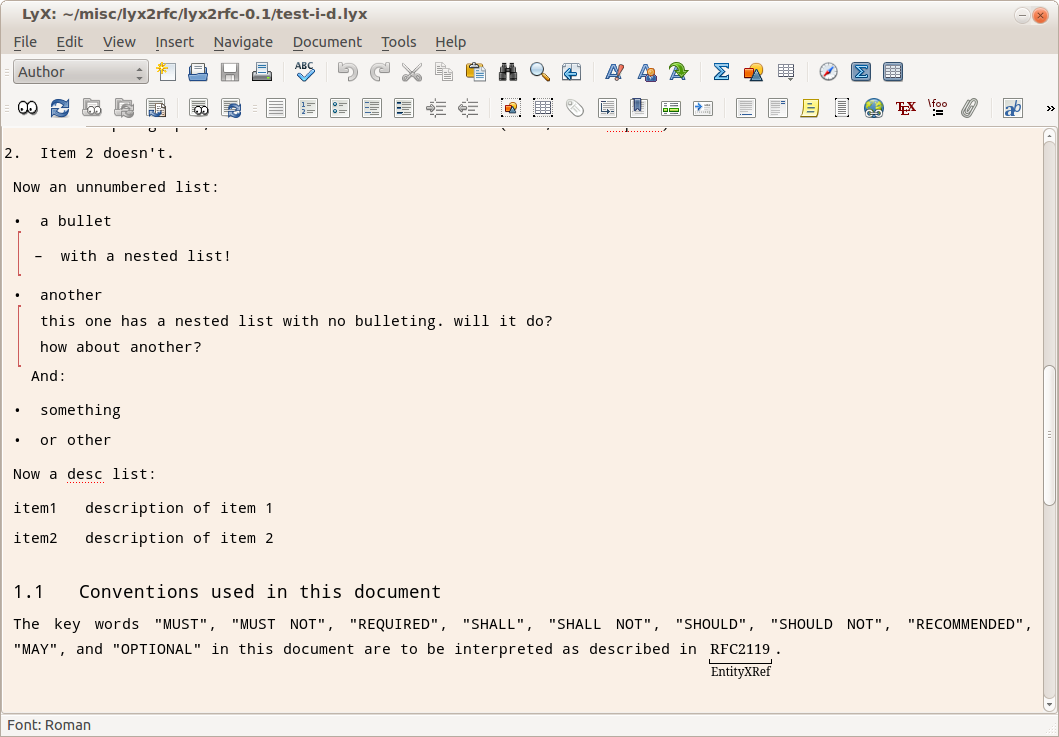 LyX: ~/misc/lyx2rfc/lyx2rfc-0.1/test-i-d.lyx
File Edit View Insert Navigate Document Tools Help
Author
ABC
TEX \foo
ab »
2. Item 2 doesn't.
Now an unnumbered list:
• a bullet
– with a nested list!
• another
this one has a nested list with no bulleting. will it do?
how about another?
And:
• something
• or other
Now a desc list:
item1 description of item 1
item2 description of item 2
1.1 Conventions used in this document
The key words "MUST", "MUST NOT", "REQUIRED", "SHALL", "SHALL NOT", "SHOULD", "SHOULD NOT", "RECOMMENDED",
"MAY", and "OPTIONAL" in this document are to be interpreted as described in RFC2119.
EntityXRef
Font: Roman